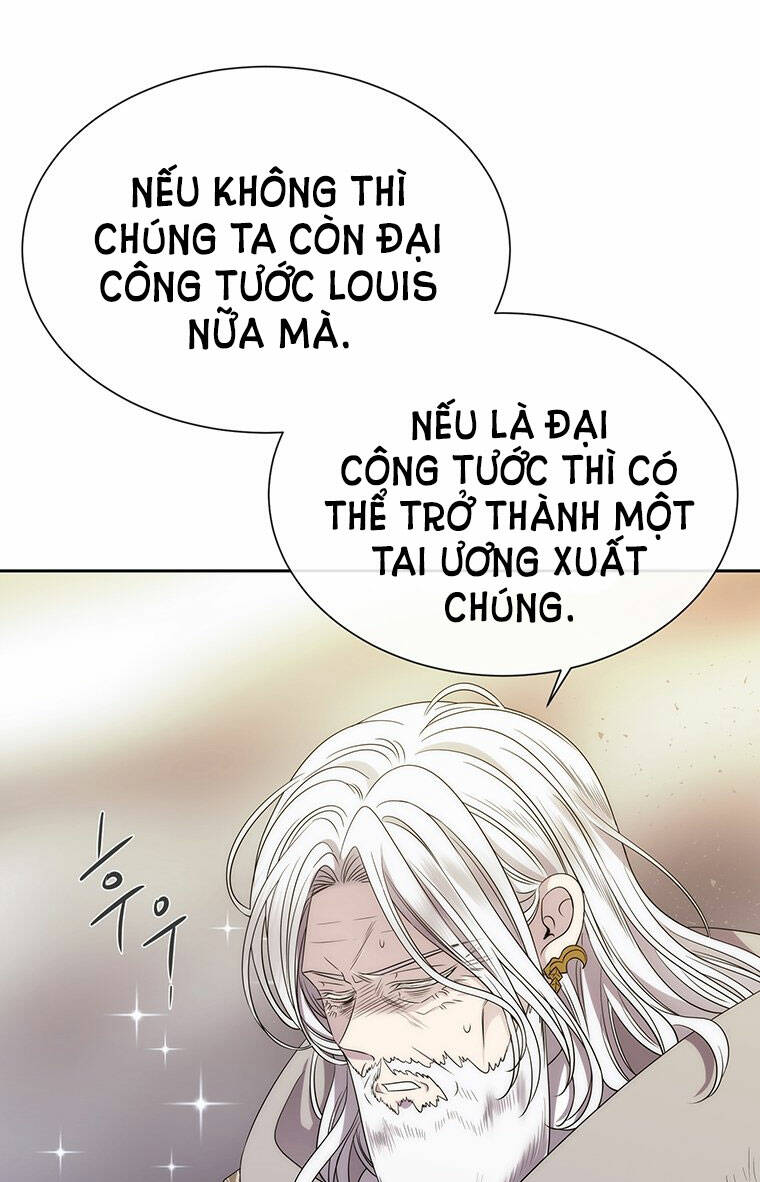 NẾU KHÔNG THÌ
CHÚNG TA CÒN ĐẠI
CÔNG TƯỚC LOUIS
NỮA MÀ.
NẾU LÀ ĐẠI
CÔNG TƯỚC THÌ CÓ
THỂ TRỞ THÀNH MỘT
TAI ƯƠNG XUẤT
CHÚNG.
우우